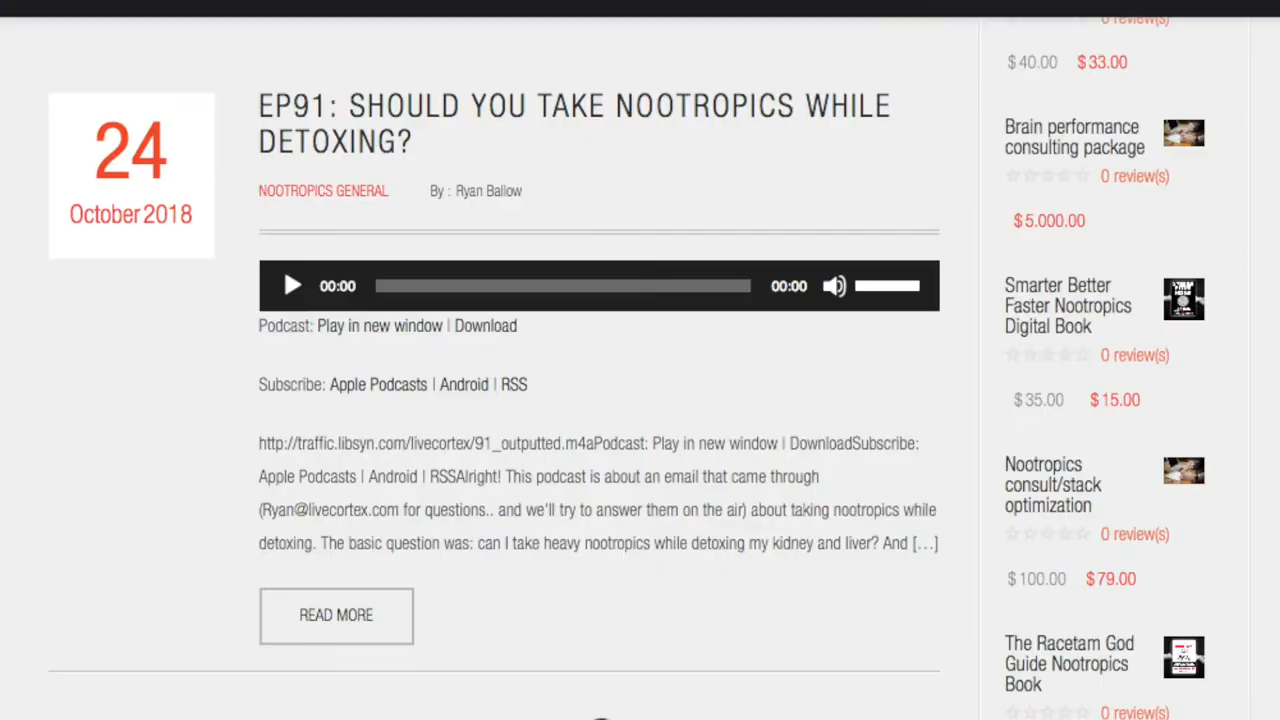 24
October 2018
EP91: SHOULD YOU TAKE NOOTROPICS WHILE
DETOXING?
NOOTROPICS GENERAL By : Ryan Ballow
00:00 00:00
Podcast: Play in new window | Download
Subscribe: Apple Podcasts | Android | RSS
http://traffic.libsyn.com/livecortex/91_outputted.m4aPodcast: Play in new window | DownloadSubscribe:
Apple Podcasts | Android | RSSAlright! This podcast is about an email that came through
(Ryan@livecortex.com for questions.. and we'll try to answer them on the air) about taking nootropics while
detoxing. The basic question was: can I take heavy nootropics while detoxing my kidney and liver? And […]
READ MORE
0 review(s)
$40.00 $33.00
Brain performance
consulting package
0 review(s)
$5.000.00
Smarter Better
Faster Nootropics
Digital Book
0 review(s)
$35.00 $15.00
Nootropics
consult/stack
optimization
0 review(s)
$100.00 $79.00
The Racetam God
Guide Nootropics
Book
0 review(s)